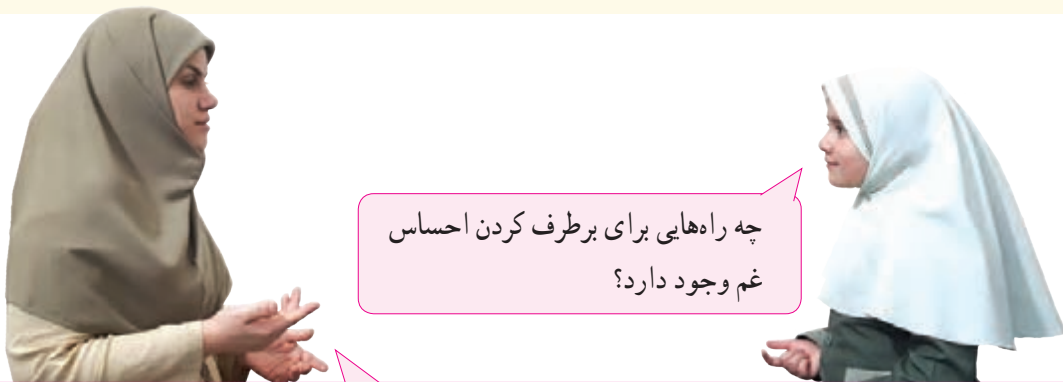 چه راه‌هایی برای برطرف کردن احساس
غم وجود دارد؟